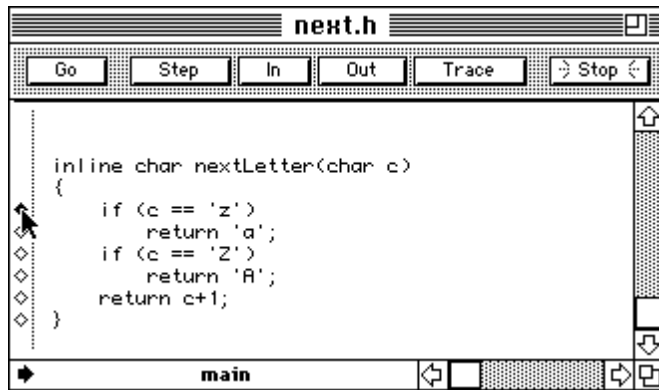 next.h
Go Step In Out Trace Stop
inline char nextLetter(char c)
{
    if (c == 'z')
        return 'a';
    if (c == 'Z')
        return 'A';
    return c+1;
}
main